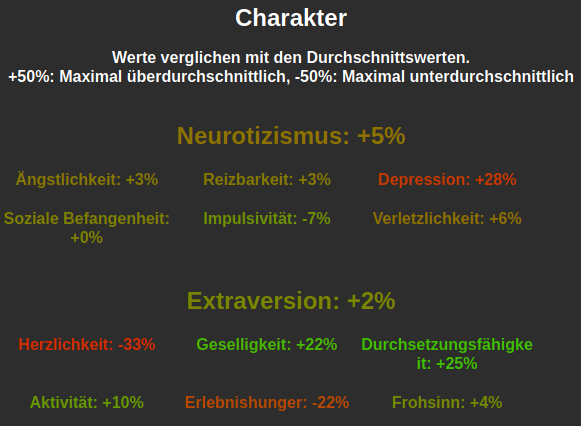 Charakter
Werte verglichen mit den Durchschnittswerten.
+50%: Maximal überdurchschnittlich, -50%: Maximal unterdurchschnittlich
Neurotizismus: +5%
Ängstlichkeit: +3% Reizbarkeit: +3% Depression: +28%
Soziale Befangenheit: Impulsivität: -7% Verletzlichkeit: +6%
+0%
Extraversion: +2%
Herzlichkeit: -33% Geselligkeit: +22% Durchsetzungsfähigke
it: +25%
Aktivität: +10% Erlebnishunger: -22% Frohsinn: +4%